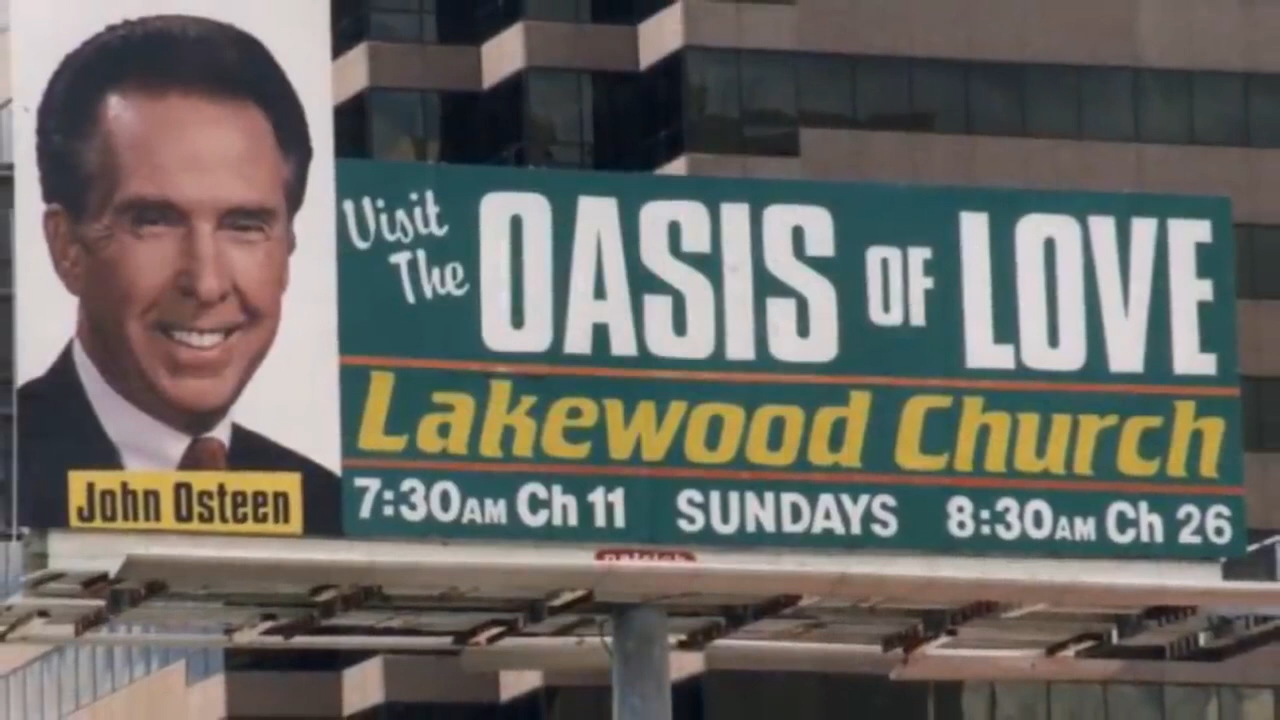 Visit
The OASIS OF LOVE
Lakewood Church
7:30AM Ch 11 SUNDAYS 8:30AM Ch 26
John Osteen